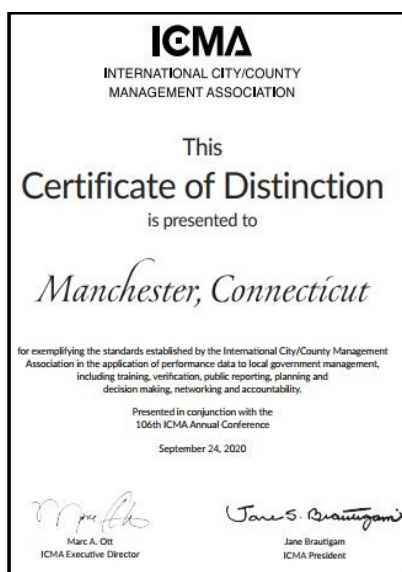 ICMA
INTERNATIONAL CITY/COUNTY
MANAGEMENT ASSOCIATION
This
Certificate of Distinction
is presented to
Manchester, Connecticut
for exemplifying the standards established by the International City/County Management
Association in the application of performance data to local government management,
including training, verification, public reporting, planning and
decision making, networking and accountability.
Presented in conjunction with the
106th ICMA Annual Conference
September 24, 2020
Jane S. Brautigam
Marc A. Ott
Jane Brautigam
ICMA Executive Director
ICMA President